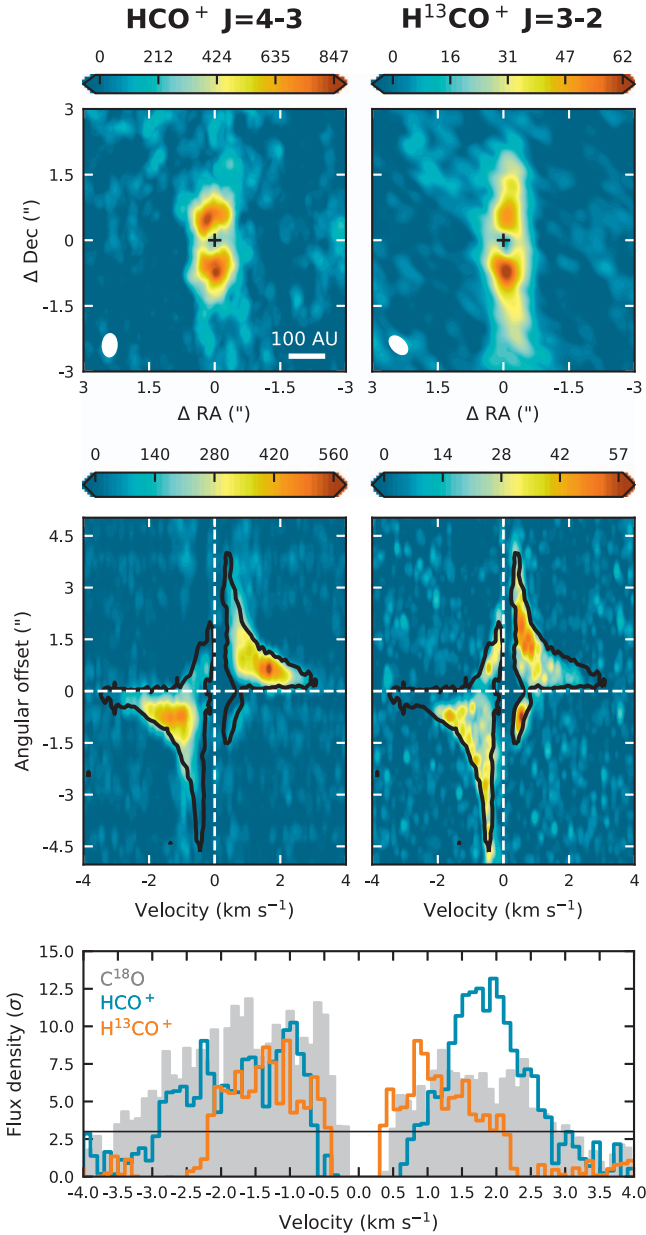 HCO⁺ J=4-3 H¹³CO⁺ J=3-2
0 212 424 635 847 0 16 31 47 62
3 1.5 0 -1.5 -3
Δ Dec (")
100 AU
3 1.5 0 -1.5 -3 3 1.5 0 -1.5 -3
Δ RA (") Δ RA (")
0 140 280 420 560 0 14 28 42 57
4.5 3 1.5 0 -1.5 -3 -4.5
Angular offset (")
-4 -2 0 2 4 -4 -2 0 2 4
Velocity (km s⁻¹) Velocity (km s⁻¹)
15.0 12.5 10.0 7.5 5.0 2.5 0.0
Flux density (σ)
C¹⁸O
HCO⁺
H¹³CO⁺
-4.0 -3.5 -3.0 -2.5 -2.0 -1.5 -1.0 -0.5 0.0 0.5 1.0 1.5 2.0 2.5 3.0 3.5 4.0
Velocity (km s⁻¹)